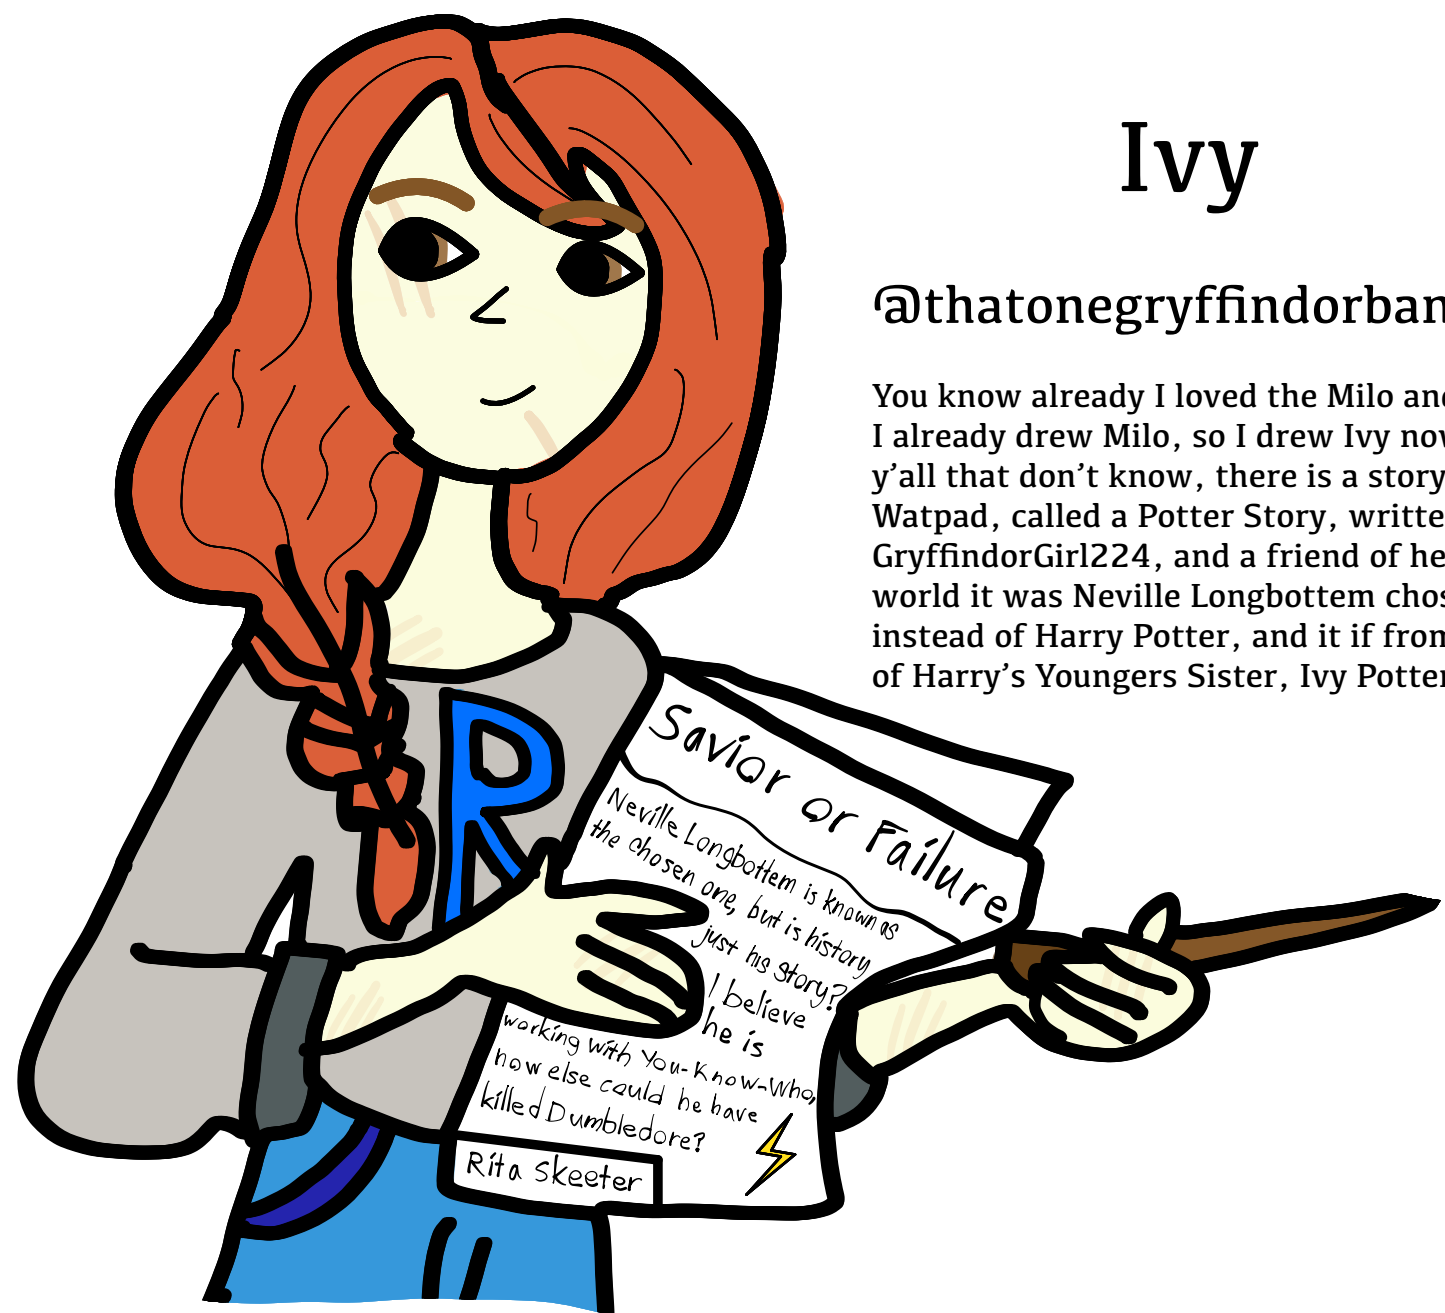 Ivy
@thatonegryffindorban
You know already I loved the Milo and
I already drew Milo, so I drew Ivy now
y’all that don’t know, there is a story
Watpad, called a Potter Story, writte
GryffindorGirl224, and a friend of he
world it was Neville Longbottem chos
instead of Harry Potter, and it if from
of Harry’s Youngers Sister, Ivy Potter
R
Savior or Failure
Neville Longbottem is known as
the chosen one, but is history
just his story?
I believe
he is
working with You-Know-Who,
how else could he have
killed Dumbledore?
Rita Skeeter